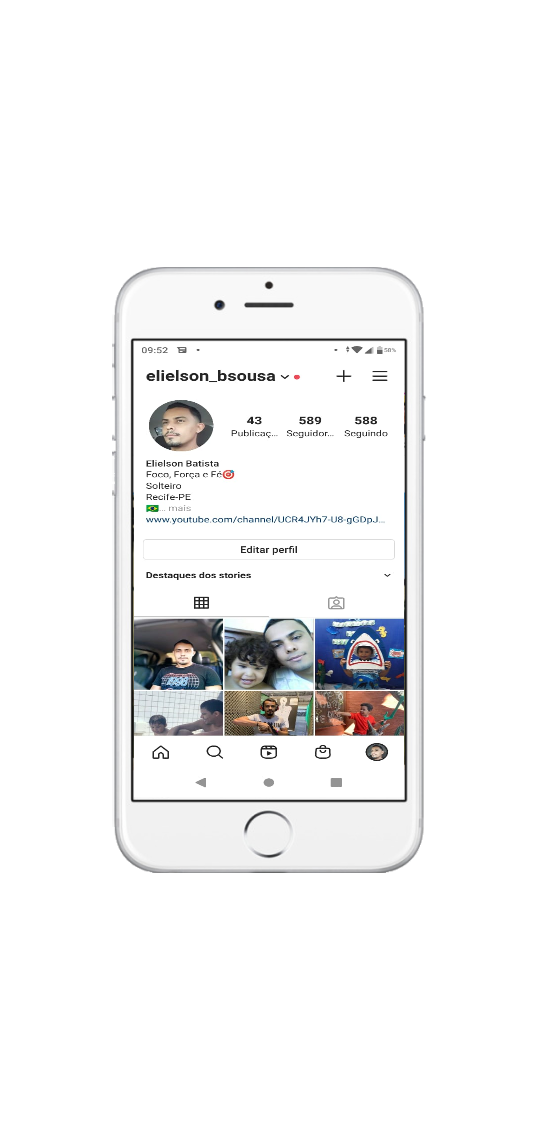 09:52
58%
elielson_bsousa
43 589 588
Publicaç... Seguidor... Seguindo
Elielson Batista
Foco, Força e Fé🎯
Solteiro
Recife-PE
🇧🇷... mais
www.youtube.com/channel/UCR4JYh7-U8-gGDpJ...
Editar perfil
Destaques dos stories